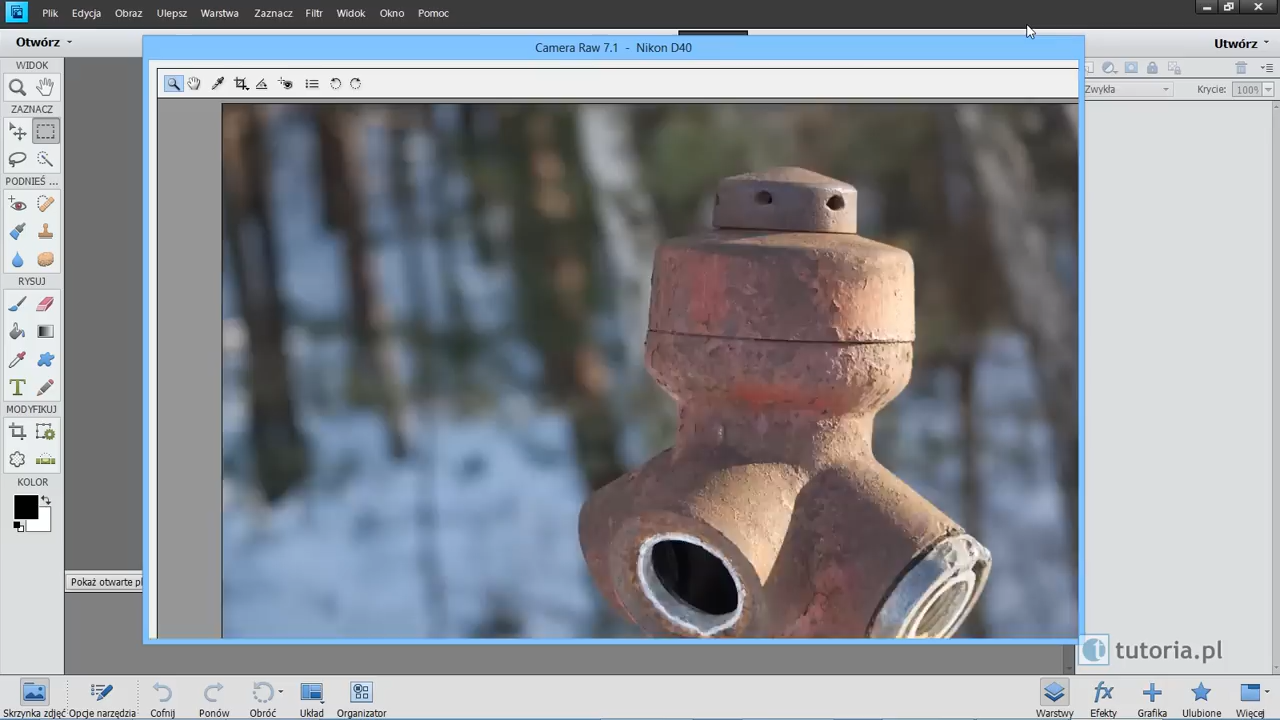 Plik Edycja Obraz Ulepsz Warstwa Zaznacz Filtr Widok Okno Pomoc
Otwórz
Utwórz
Camera Raw 7.1 - Nikon D40
WIDOK
ZAZNACZ
Zwykła Krycie: 100%
PODNIEŚ ...
RYSUJ
MODYFIKUJ
KOLOR
Pokaż otwarte pl
tutoria.pl
Skrzynka zdjęć Opcje narzędzia Cofnij Ponów Obróć Układ Organizator Warstwy Efekty Grafika Ulubione Więcej